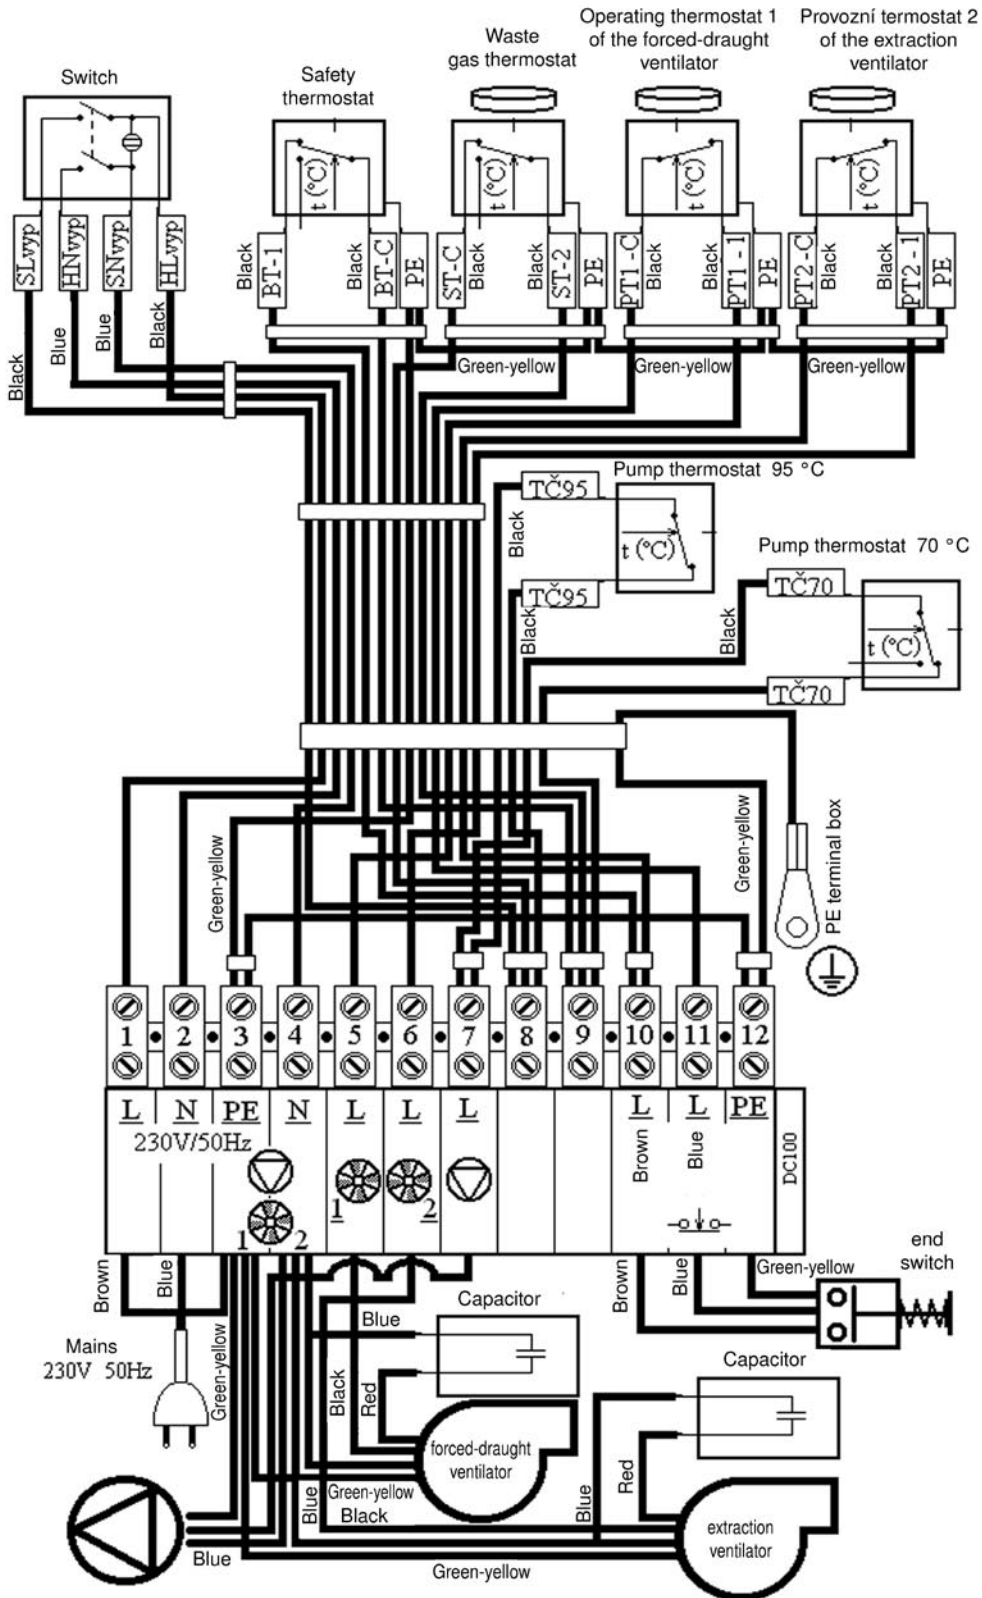 Operating thermostat 1
of the forced-draught
ventilator
Provozní termostat 2
of the extraction
ventilator
Waste
gas thermostat
Safety
thermostat
Switch
t (°C)
t (°C)
t (°C)
t (°C)
SLvyp
HNvyp
SNvyp
HLvyp
Black
BT-1
Black
BT-C
PE
ST-C
Black
Black
ST-2
PE
PT1-C
Black
Black
PT1-1
PE
PT2-C
Black
Black
PT2-1
PE
Black
Blue
Blue
Black
Green-yellow
Green-yellow
Green-yellow
Pump thermostat 95 °C
TČ95
Black
t (°C)
TČ95
Black
Pump thermostat 70 °C
TČ70
Black
t (°C)
TČ70
Green-yellow
Green-yellow
PE terminal box
1 2 3 4 5 6 7 8 9 10 11 12
L N PE N L L L L L PE
230V/50Hz
Brown
Blue
DC100
1 2
1 2
Brown
Blue
Green-yellow
Mains
230V 50Hz
Blue
Capacitor
Black
Red
Brown
Blue
Green-yellow
end
switch
Capacitor
forced-draught
ventilator
Green-yellow
Blue
Black
Blue
Red
extraction
ventilator
Blue
Green-yellow